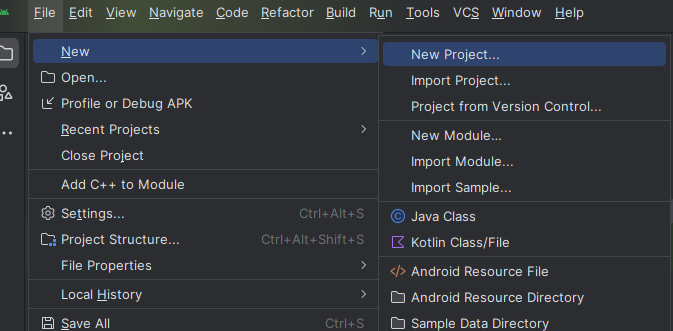 File Edit View Navigate Code Refactor Build Run Tools VCS Window Help
New
Open...
Profile or Debug APK
Recent Projects
Close Project
Add C++ to Module
Settings... Ctrl+Alt+S
Project Structure... Ctrl+Alt+Shift+S
File Properties
Local History
Save All Ctrl+S
New Project...
Import Project...
Project from Version Control...
New Module...
Import Module...
Import Sample...
Java Class
Kotlin Class/File
Android Resource File
Android Resource Directory
Sample Data Directory